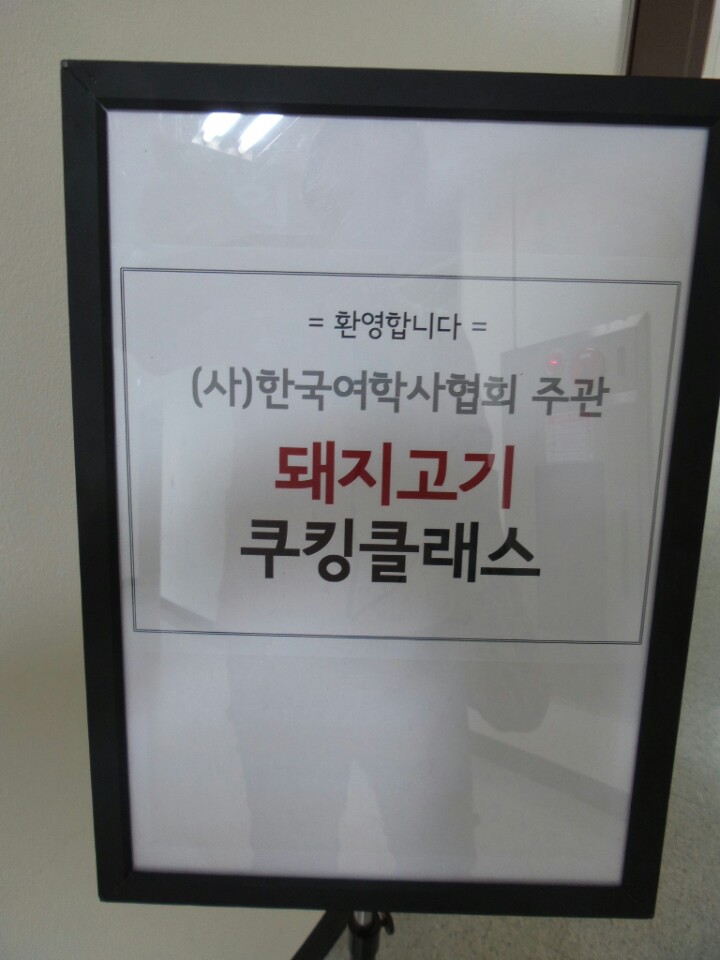 = 환영합니다 =
(사)한국여학사협회 주관
돼지고기
쿠킹클래스